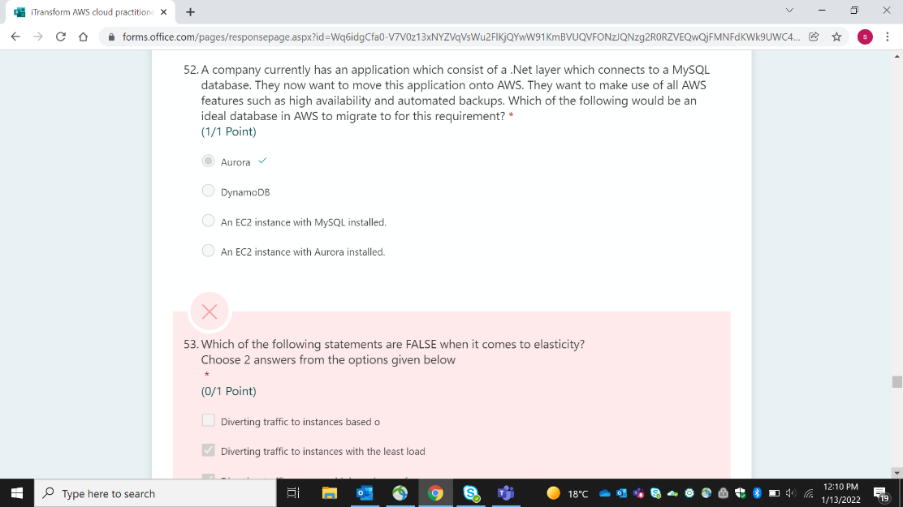 iTransform AWS cloud practitione
forms.office.com/pages/responsepage.aspx?id=Wq6idgCfa0-V7V0z13xNYZVqVsWu2FlKjQYwW91KmBVUQVFONzJQNzg2R0RZVEQwQjFMNFdKWk9UWC4...
s
52. A company currently has an application which consist of a .Net layer which connects to a MySQL
database. They now want to move this application onto AWS. They want to make use of all AWS
features such as high availability and automated backups. Which of the following would be an
ideal database in AWS to migrate to for this requirement? *
(1/1 Point)
Aurora
DynamoDB
An EC2 instance with MySQL installed.
An EC2 instance with Aurora installed.
53. Which of the following statements are FALSE when it comes to elasticity?
Choose 2 answers from the options given below
*
(0/1 Point)
Diverting traffic to instances based o
Diverting traffic to instances with the least load
Type here to search
18°C
12:10 PM
1/13/2022
19